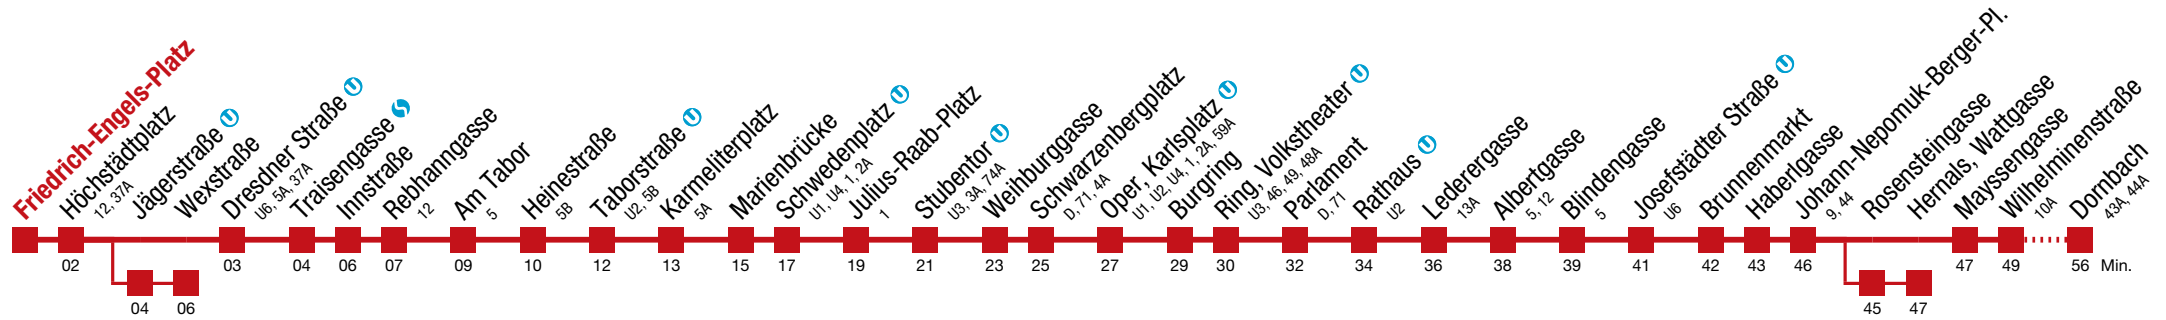 Friedrich-Engels-Platz
Höchstädtplatz
12, 37A
Jägerstraße
Wexstraße
Dresdner Straße
U6, 5A, 37A
Traisengasse
Innstraße
Rebhanngasse
12
Am Tabor
5
Heinestraße
5B
Taborstraße
U2, 5B
Karmeliterplatz
5A
Marienbrücke
Schwedenplatz
U1, U4, 1, 2A
Julius-Raab-Platz
1
Stubentor
U3, 3A, 74A
Weihburggasse
Schwarzenbergplatz
D, 71, 4A
Oper, Karlsplatz
U1, U2, U4, 1, 2A, 59A
Burgring
Ring, Volkstheater
U3, 46, 49, 48A
Parlament
D, 71
Rathaus
U2
Lederergasse
13A
Albertgasse
5, 12
Blindengasse
5
Josefstädter Straße
U6
Brunnenmarkt
Haberlgasse
Johann-Nepomuk-Berger-Pl.
9, 44
Rosensteingasse
Hernals, Wattgasse
Mayssengasse
Wilhelminenstraße
10A
Dornbach
43A, 44A
02 03 04 06 07 09 10 12 13 15 17 19 21 23 25 27 29 30 32 34 36 38 39 41 42 43 46 47 49 56 Min.
04 06 45 47